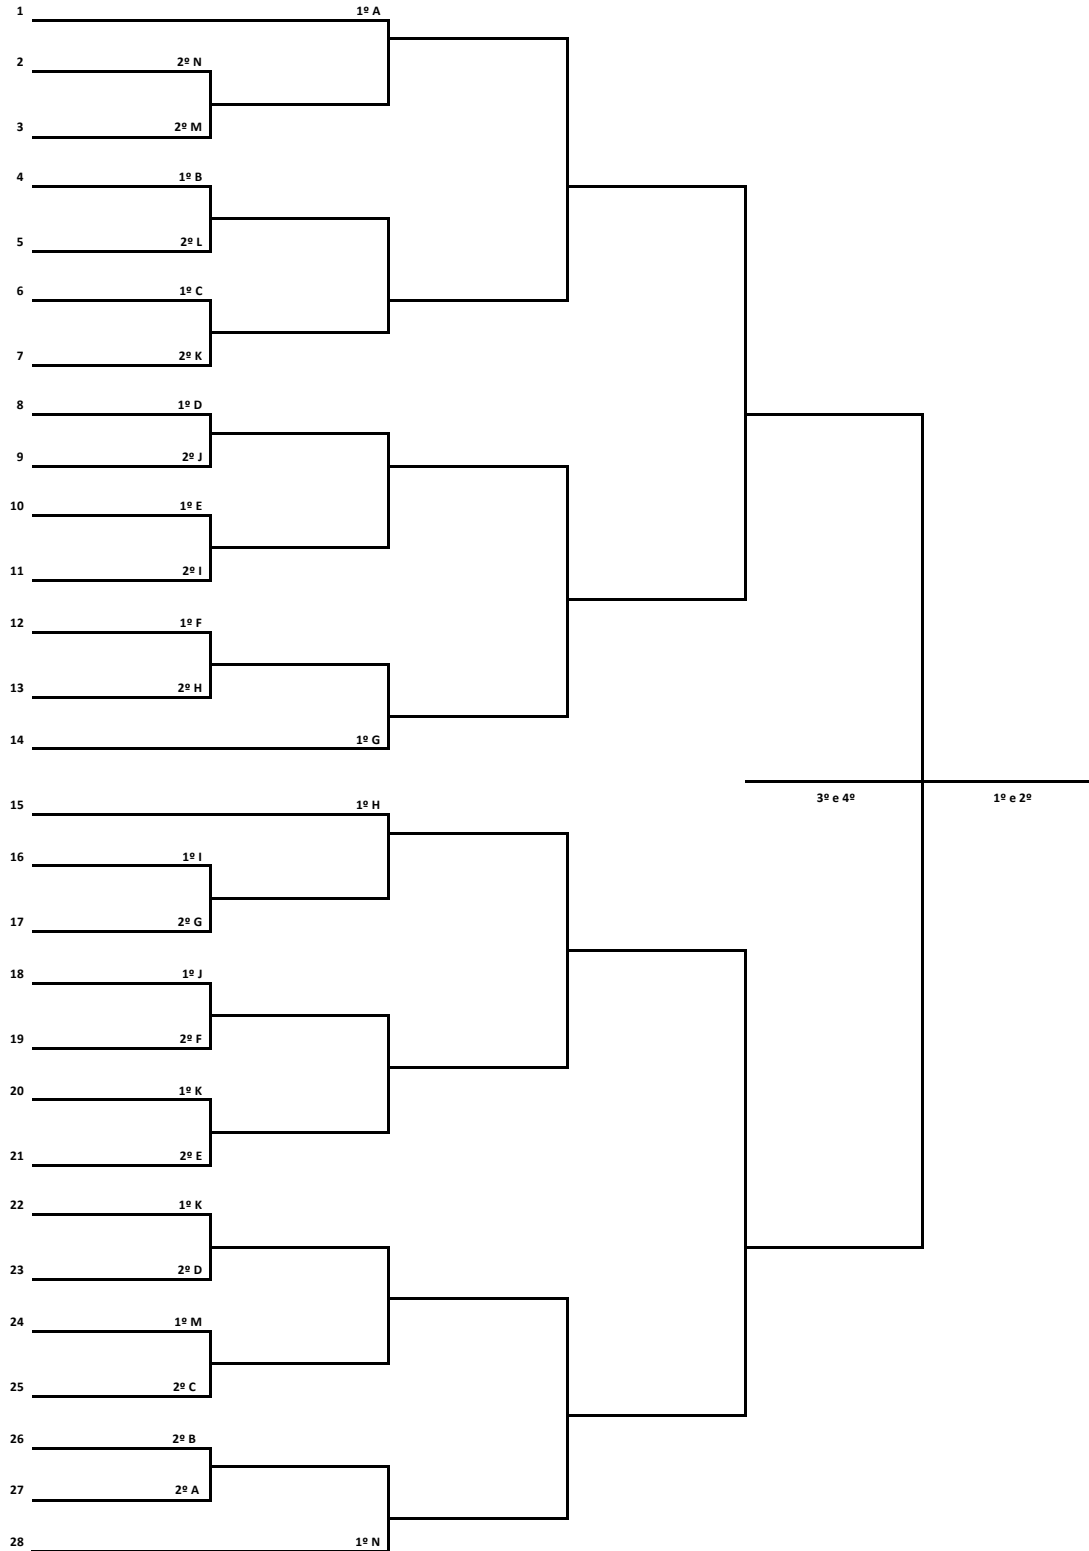 1 1º A
2 2º N
3 2º M
4 1º B
5 2º L
6 1º C
7 2º K
8 1º D
9 2º J
10 1º E
11 2º I
12 1º F
13 2º H
14 1º G
3º e 4º 1º e 2º
15 1º H
16 1º I
17 2º G
18 1º J
19 2º F
20 1º K
21 2º E
22 1º K
23 2º D
24 1º M
25 2º C
26 2º B
27 2º A
28 1º N